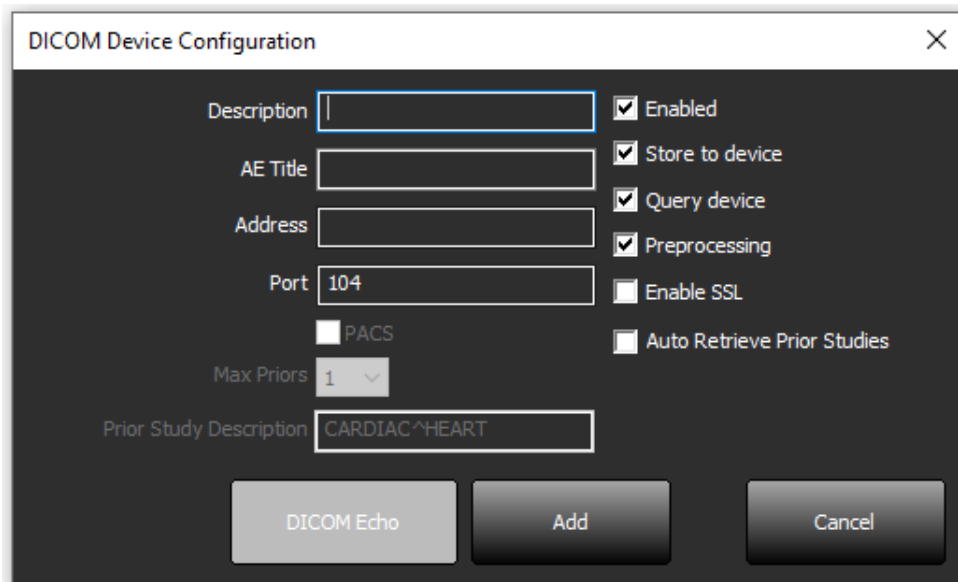 DICOM Device Configuration
Description
Enabled
AE Title
Store to device
Address
Query device
Preprocessing
Port 104
Enable SSL
PACS
Auto Retrieve Prior Studies
Max Priors 1
Prior Study Description CARDIAC^HEART
DICOM Echo
Add
Cancel